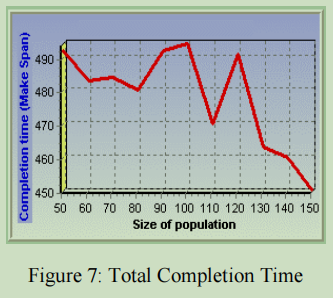 Completion time (Make Span)
490
480
470
460
450
50 60 70 80 90 100 110 120 130 140 150
Size of population
Figure 7: Total Completion Time